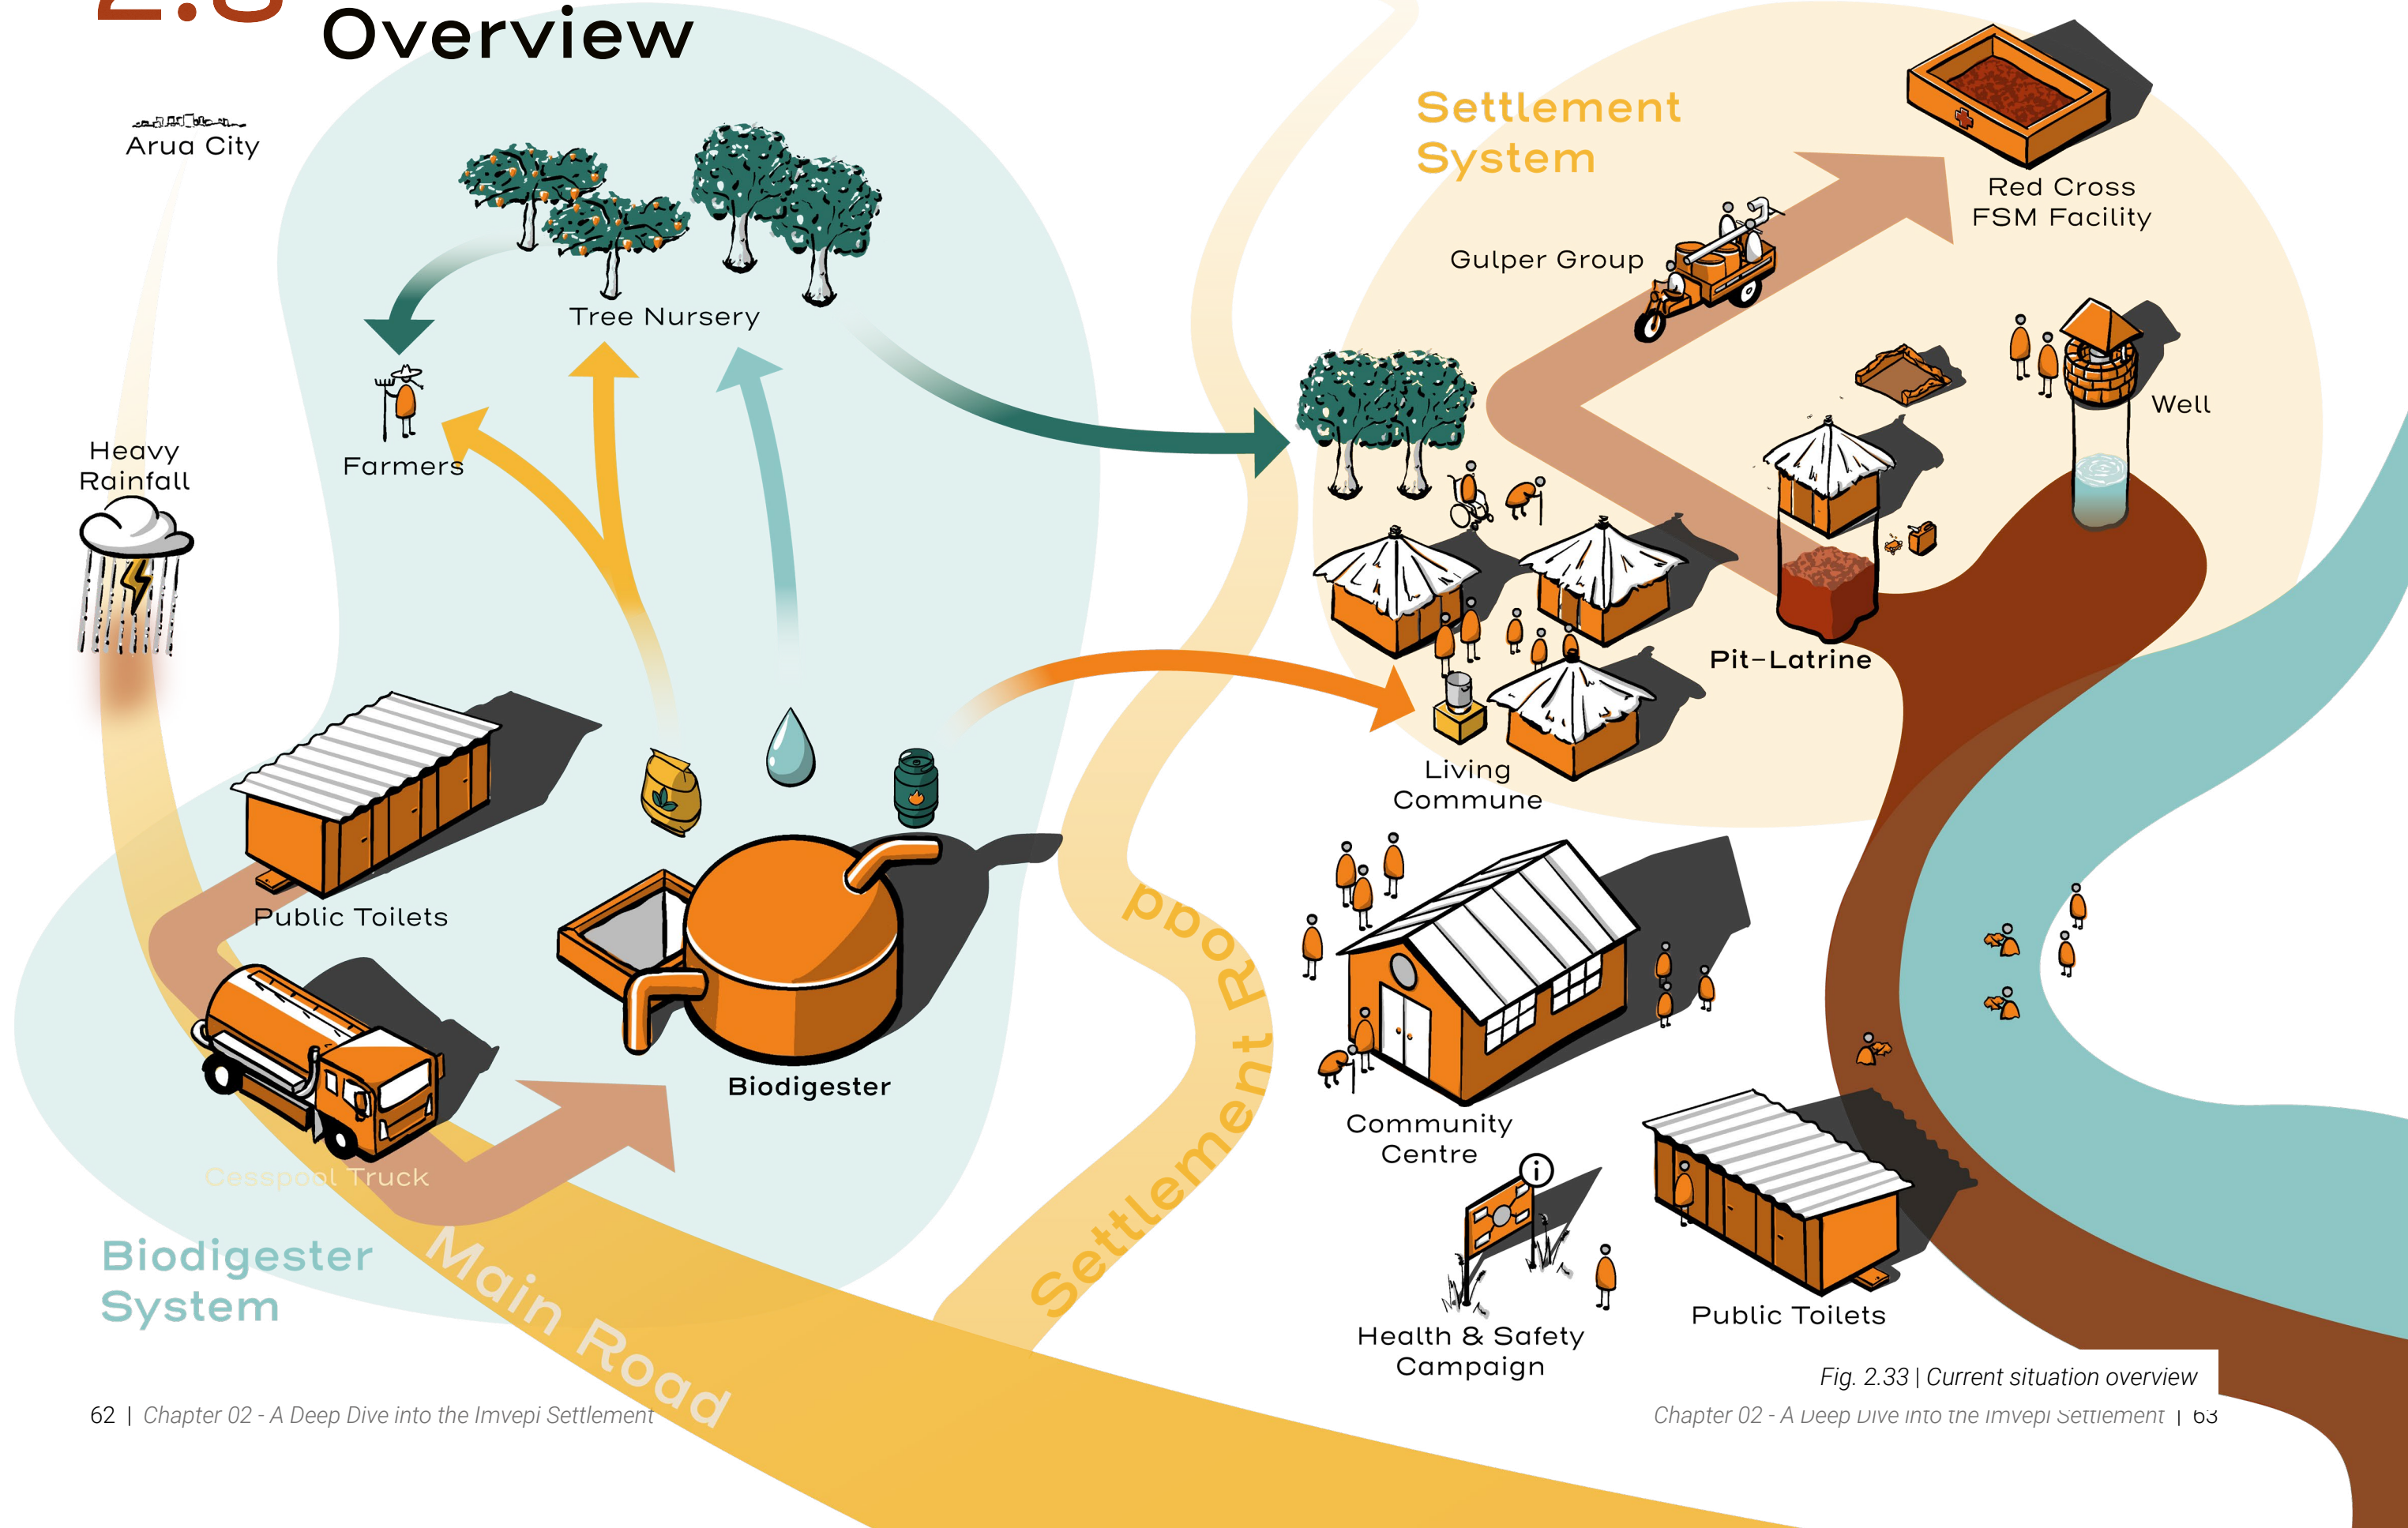 Overview
Arua City
Tree Nursery
Farmers
Heavy
Rainfall
Public Toilets
Cesspool Truck
Biodigester
Biodigester
System
Main Road
Settlement Road
Settlement
System
Red Cross
FSM Facility
Gulper Group
Well
Pit-Latrine
Living
Commune
Community
Centre
i
Health & Safety
Campaign
Public Toilets
Fig. 2.33 | Current situation overview
62 | Chapter 02 - A Deep Dive into the Imvepi Settlement
Chapter 02 - A Deep Dive into the Imvepi Settlement | 63